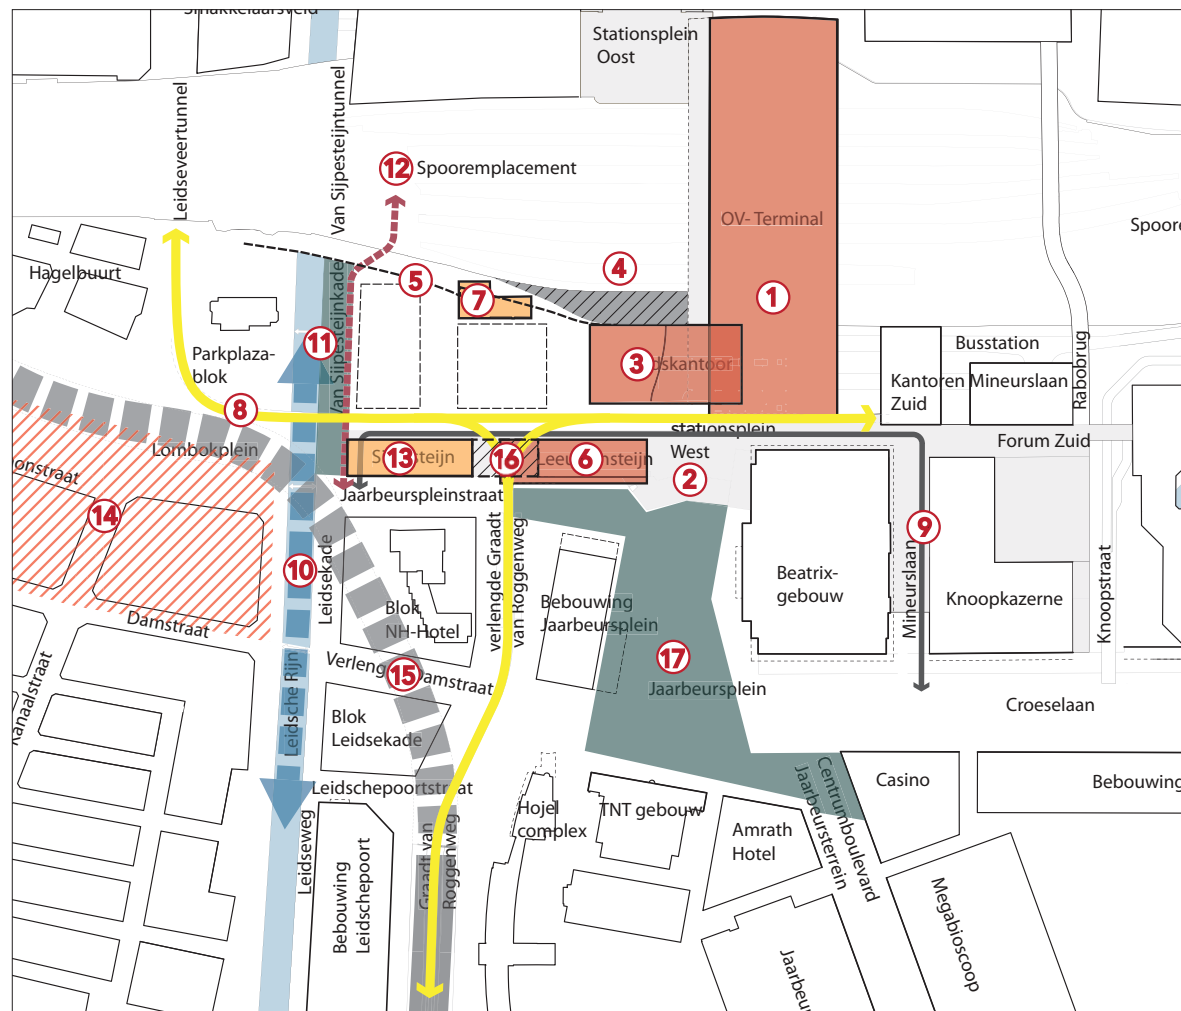 Smakkelaarsveld
Stationsplein
Oost
Leidseveertunnel
Van Sijpesteijntunnel
12
Spooremplacement
OV- Terminal
Hagelbuurt
5
4
7
1
11
Van Sijpesteijnkade
Parkplaza-
blok
3
dskantoor
Busstation
Kantoren
Zuid
Mineurslaan
Rabobrug
8
Lombokplein
stationsplein
West
2
Forum Zuid
13
16
6
Jaarbeurspleinstraat
14
10
Leidsekade
verlengde Graadt
van Roggenweg
9
Mineurslaan
Beatrix-
gebouw
Knoopkazerne
Knoopstraat
Blok
NH-Hotel
Bebouwing
Jaarbeursplein
Damstraat
Kanaalstraat
Leidsche Rijn
15
17
Jaarbeursplein
Croeselaan
Blok
Leidsekade
Leidschepoortstraat
Leidseweg
Bebouwing
Leidschepoort
Graadt van
Roggenweg
Hojel
complex
TNT gebouw
Amrath
Hotel
Centrumboulevard
Jaarbeursterrein
Casino
Bebouwing
Megabioscoop